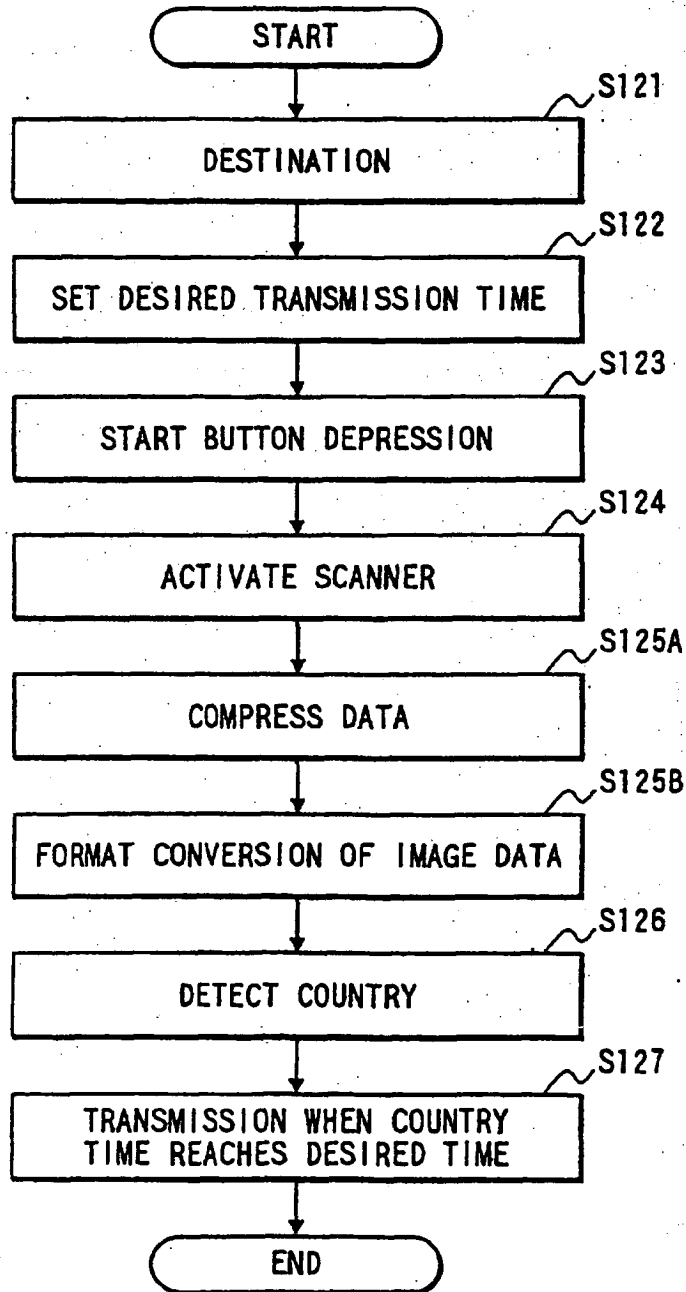 START
S121
DESTINATION
S122
SET DESIRED TRANSMISSION TIME
S123
START BUTTON DEPRESSION
S124
ACTIVATE SCANNER
S125A
COMPRESS DATA
S125B
FORMAT CONVERSION OF IMAGE DATA
S126
DETECT COUNTRY
S127
TRANSMISSION WHEN COUNTRY
TIME REACHES DESIRED TIME
END